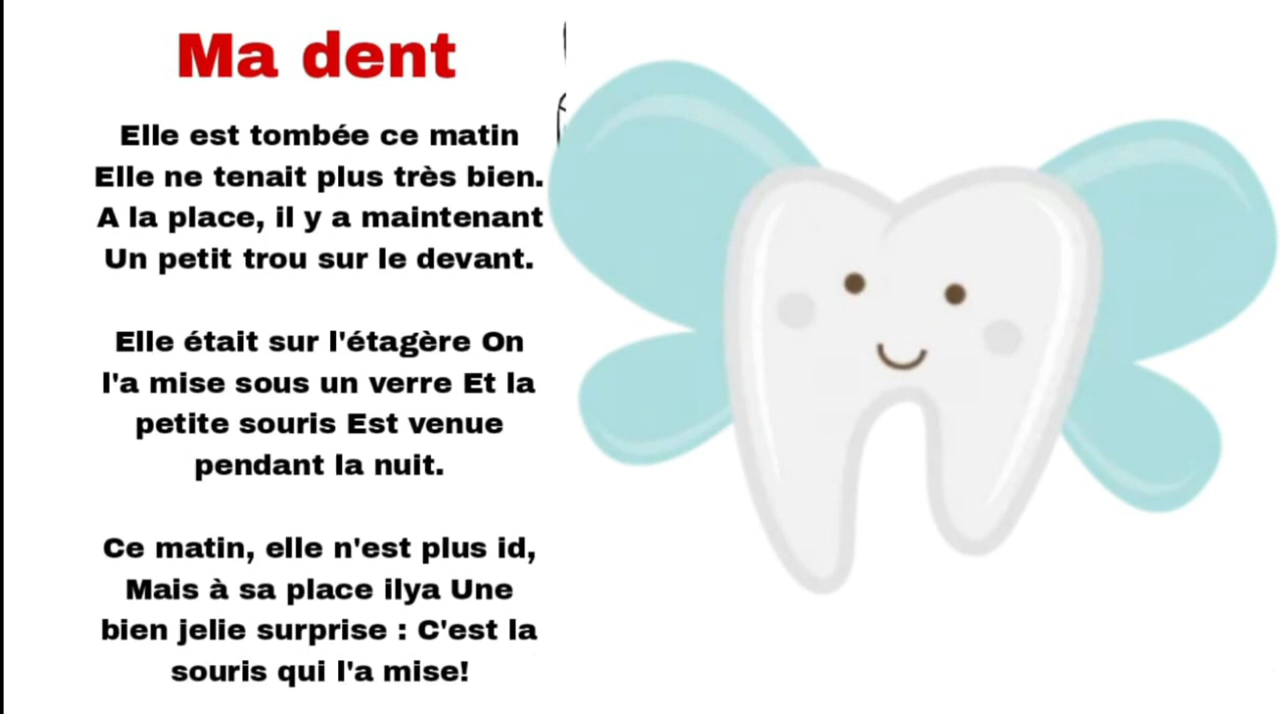 Ma dent
Elle est tombée ce matin
Elle ne tenait plus très bien.
A la place, il y a maintenant
Un petit trou sur le devant.
Elle était sur l'étagère On
l'a mise sous un verre Et la
petite souris Est venue
pendant la nuit.
Ce matin, elle n'est plus id,
Mais à sa place ilya Une
bien jelie surprise : C'est la
souris qui l'a mise!